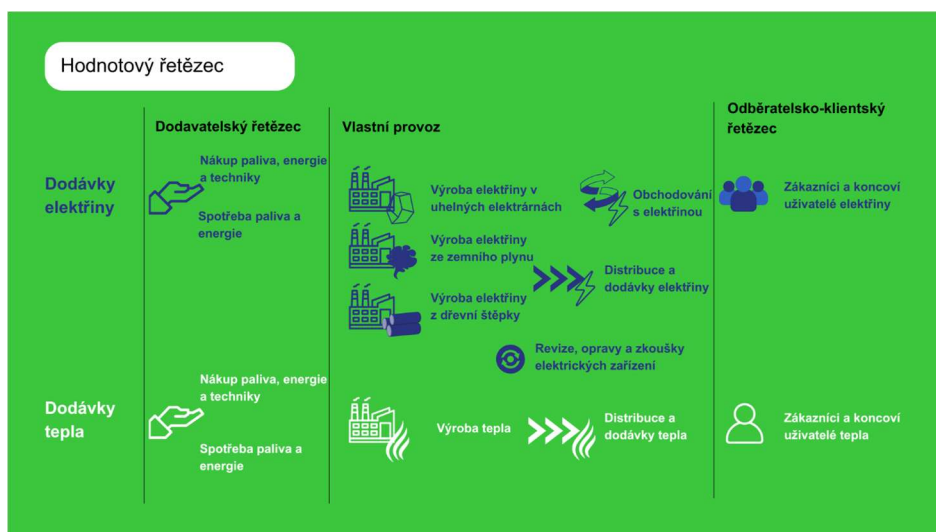 Hodnotový řetězec
Dodavatelský řetězec
Vlastní provoz
Odběratelsko-klientský
řetězec
Dodávky
elektřiny
Nákup paliva, energie
a techniky
Spotřeba paliva a
energie
Výroba elektřiny v
uhelných elektrárnách
Výroba elektřiny
ze zemního plynu
Výroba elektřiny
z dřevní štěpky
Obchodování
s elektřinou
Distribuce a
dodávky elektřiny
Revize, opravy a zkoušky
elektrických zařízení
Zákazníci a koncoví
uživatelé elektřiny
Dodávky
tepla
Nákup paliva, energie
a techniky
Spotřeba paliva a
energie
Výroba tepla
Distribuce a
dodávky tepla
Zákazníci a koncoví
uživatelé tepla